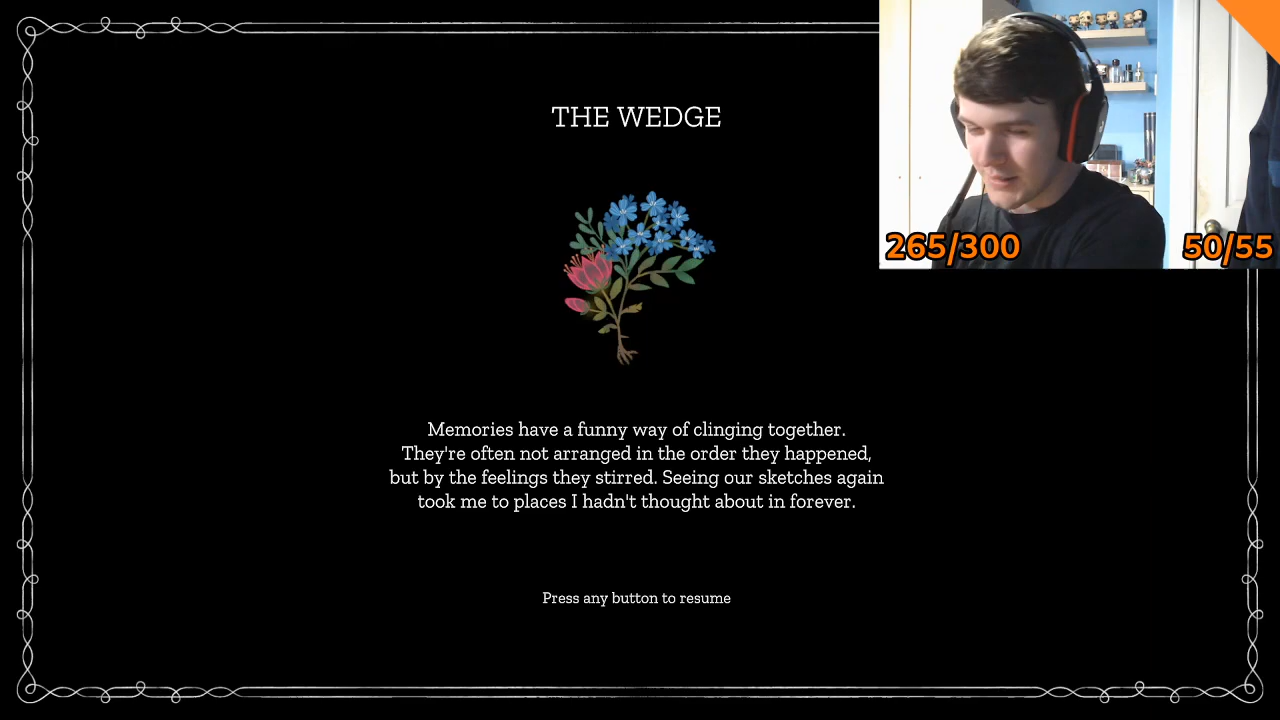 THE WEDGE
265/300
50/55
Memories have a funny way of clinging together.
They're often not arranged in the order they happened,
but by the feelings they stirred. Seeing our sketches again
took me to places I hadn't thought about in forever.
Press any button to resume